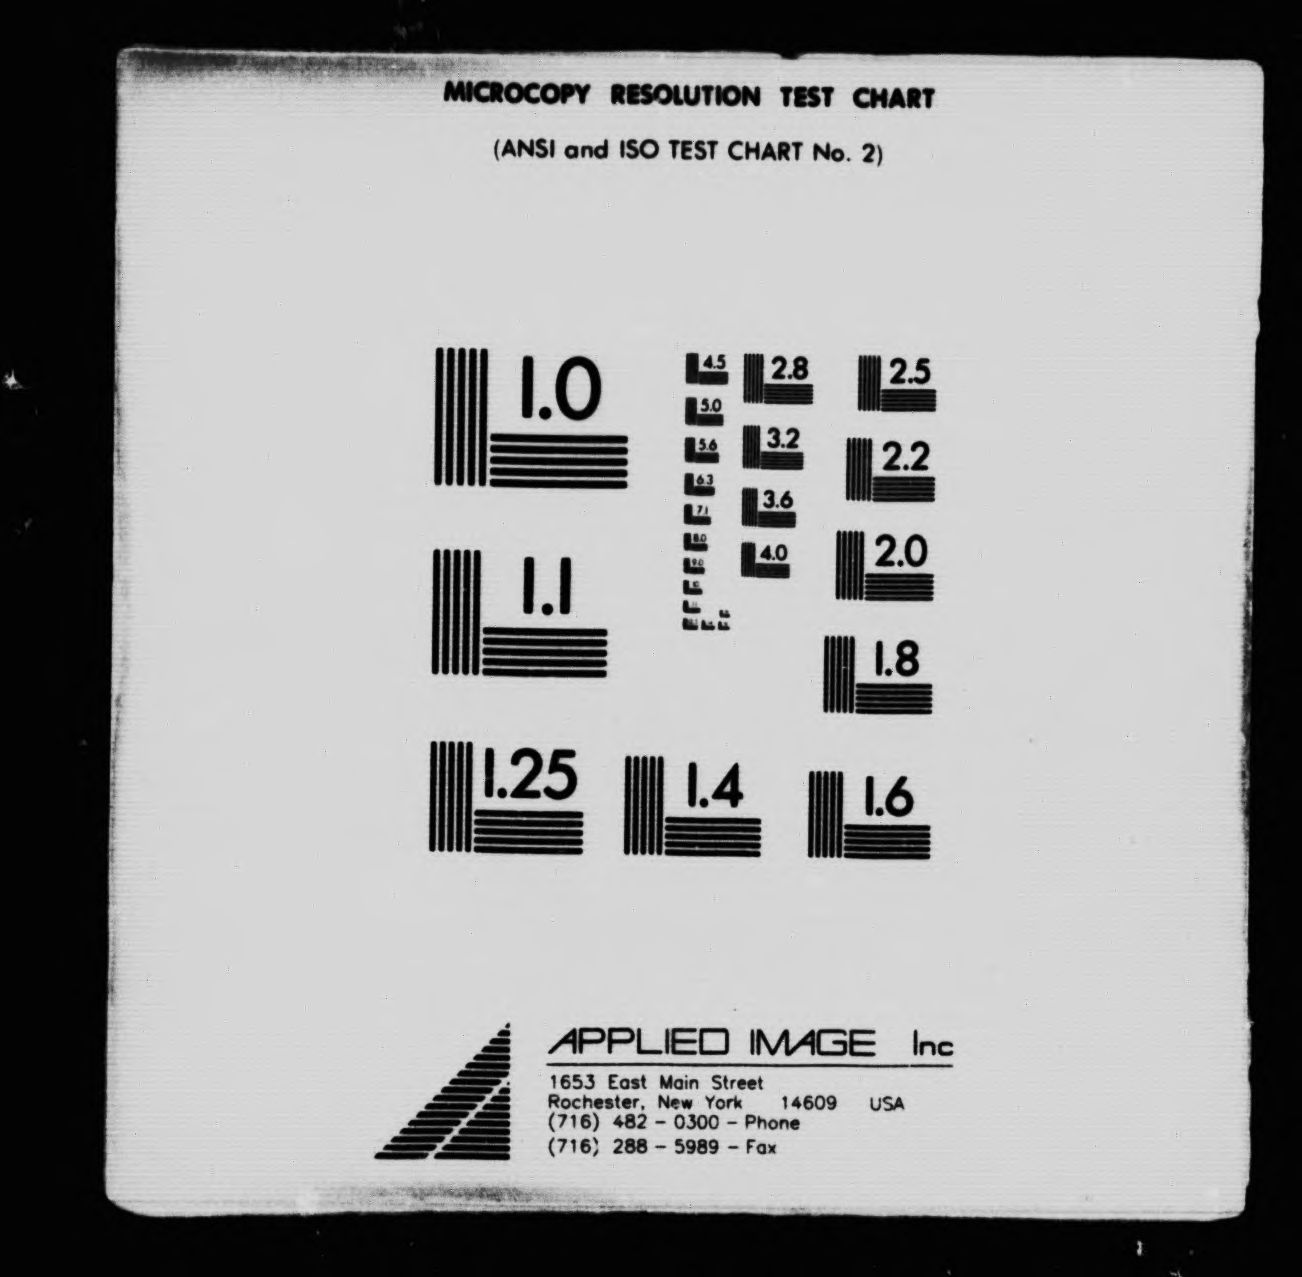 MICROCOPY RESOLUTION TEST CHART
(ANSI and ISO TEST CHART No. 2)
1.0
1.1
1.25
1.4
1.6
1.8
2.0
2.2
2.5
2.8
3.2
3.6
4.0
4.5
5.0
5.6
6.3
7.1
8.0
9.0
APPLIED IMAGE Inc
1653 East Main Street
Rochester, New York 14609 USA
(716) 482 - 0300 - Phone
(716) 288 - 5989 - Fax